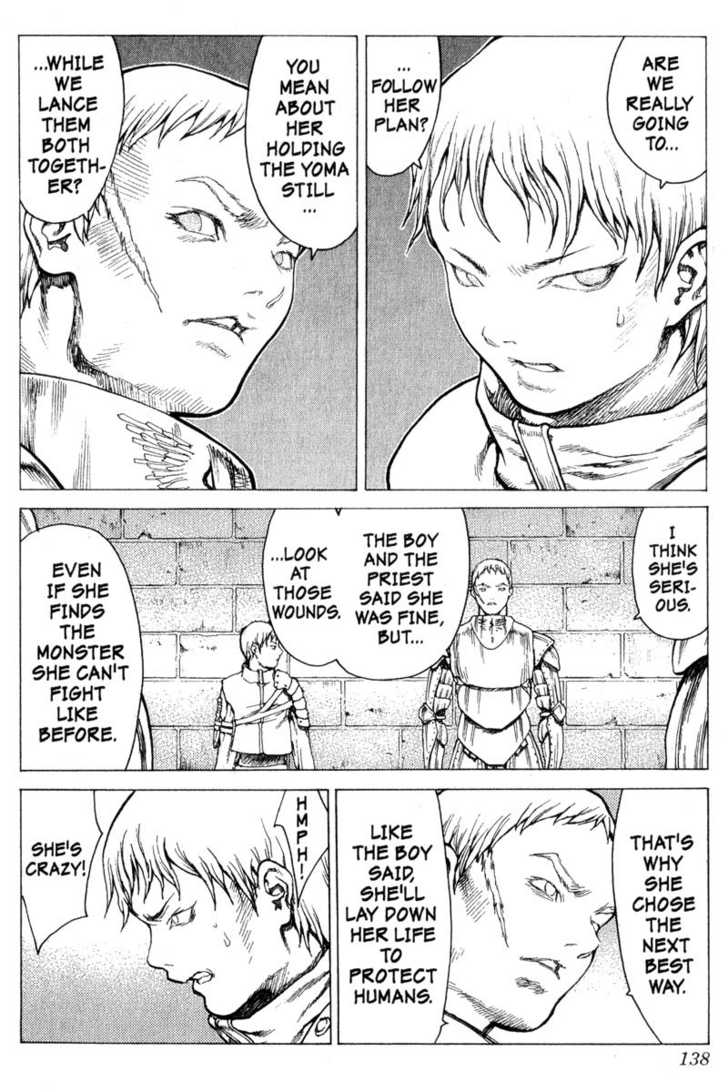 ARE
WE
REALLY
GOING
TO...
...
FOLLOW
HER
PLAN?
YOU
MEAN
ABOUT
HER
HOLDING
THE YOMA
STILL
...
...WHILE
WE
LANCE
THEM
BOTH
TOGETH-
ER?
I
THINK
SHE'S
SERI-
OUS.
THE BOY
AND THE
PRIEST
SAID SHE
WAS FINE,
BUT...
...LOOK
AT
THOSE
WOUNDS.
EVEN
IF SHE
FINDS
THE
MONSTER
SHE CAN'T
FIGHT
LIKE
BEFORE.
THAT'S
WHY
SHE
CHOSE
THE
NEXT
BEST
WAY.
LIKE
THE BOY
SAID,
SHE'LL
LAY DOWN
HER LIFE
TO
PROTECT
HUMANS.
HMPH!
SHE'S
CRAZY!
138